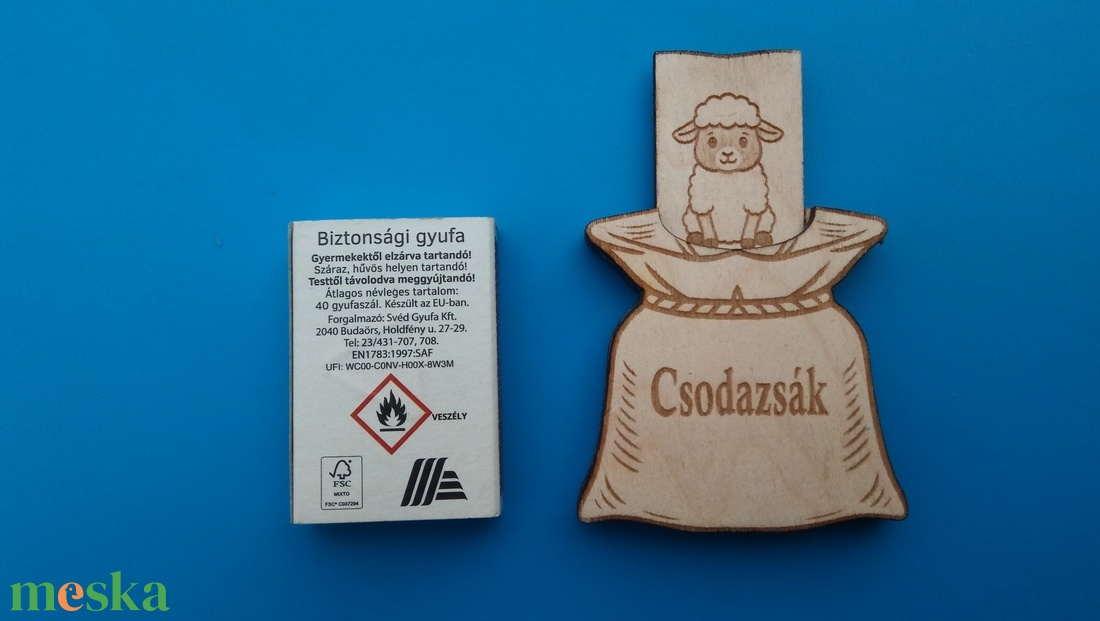 Biztonsági gyufa
Gyermekektől elzárva tartandó!
Száraz, hűvös helyen tartandó!
Testtől távolodva meggyújtandó!
Átlagos névleges tartalom:
40 gyufaszál. Készült az EU-ban.
Forgalmazó: Svéd Gyufa Kft.
2040 Budaörs, Holdfény u. 27-29.
Tel: 23/431-707, 708.
EN1783:1997:SAF
UFI: WC00-C0NV-H00X-8W3M
VESZÉLY
FSC
MIXTO
FSC® C037294
Csodazsák
meska